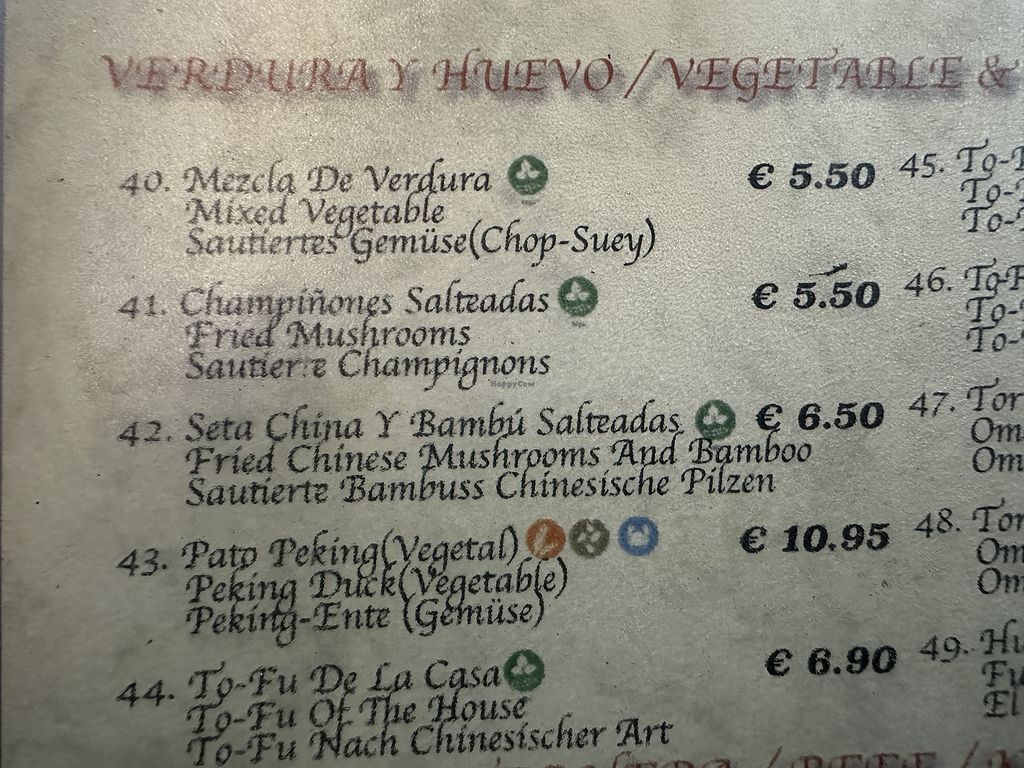 VERDURA Y HUEVO / VEGETABLE &
40. Mezcla De Verdura € 5.50
Mixed Vegetable
Sautiertes Gemüse(Chop-Suey)
41. Champiñones Salteadas € 5.50
Fried Mushrooms
Sautierte Champignons
42. Seta China Y Bambú Salteadas € 6.50
Fried Chinese Mushrooms And Bamboo
Sautierte Bambuss Chinesische Pilzen
43. Pato Peking(Vegetal) € 10.95
Peking Duck(Vegetable)
Peking-Ente (Gemüse)
44. To-Fu De La Casa € 6.90
To-Fu Of The House
To-Fu Nach Chinesischer Art
45.
46.
47.
48.
49.
HappyCow